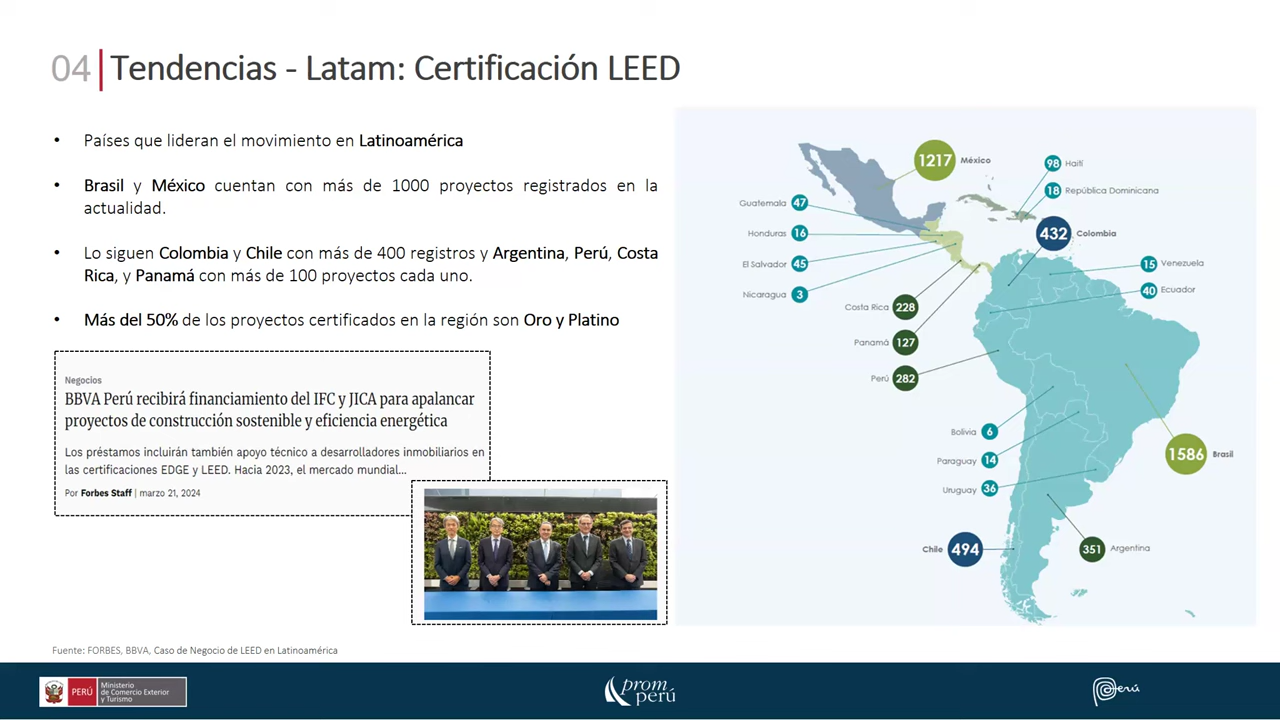 04 Tendencias - Latam: Certificación LEED
• Países que lideran el movimiento en Latinoamérica
• Brasil y México cuentan con más de 1000 proyectos registrados en la
actualidad.
• Lo siguen Colombia y Chile con más de 400 registros y Argentina, Perú, Costa
Rica, y Panamá con más de 100 proyectos cada uno.
• Más del 50% de los proyectos certificados en la región son Oro y Platino
Negocios
BBVA Perú recibirá financiamiento del IFC y JICA para apalancar
proyectos de construcción sostenible y eficiencia energética
Los préstamos incluirán también apoyo técnico a desarrolladores inmobiliarios en
las certificaciones EDGE y LEED. Hacia 2023, el mercado mundial...
Por Forbes Staff | marzo 21, 2024
1217 México
98 Haití
18 República Dominicana
Guatemala 47
Honduras 16
432 Colombia
El Salvador 45
15 Venezuela
Nicaragua 3
40 Ecuador
Costa Rica 228
Panamá 127
Perú 282
Bolivia 6
1586 Brasil
Paraguay 14
Uruguay 36
Chile 494
351 Argentina
Fuente: FORBES, BBVA, Caso de Negocio de LEED en Latinoamérica
PERÚ
Ministerio
de Comercio Exterior
y Turismo
prom
perú
Perú